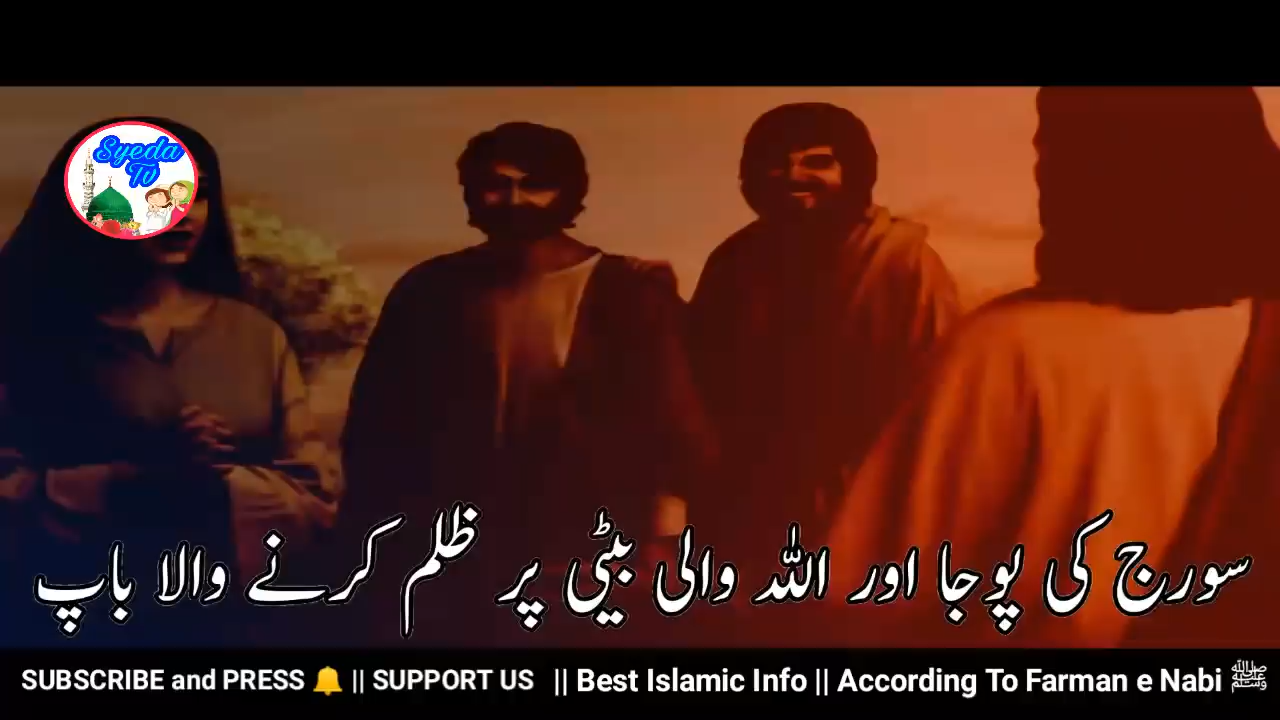 Syeda
Tv
سورج کی پوجا اور اللہ والی بیٹی پر ظلم کرنے والا باپ
SUBSCRIBE and PRESS 🔔 || SUPPORT US || Best Islamic Info || According To Farman e Nabi ﷺ